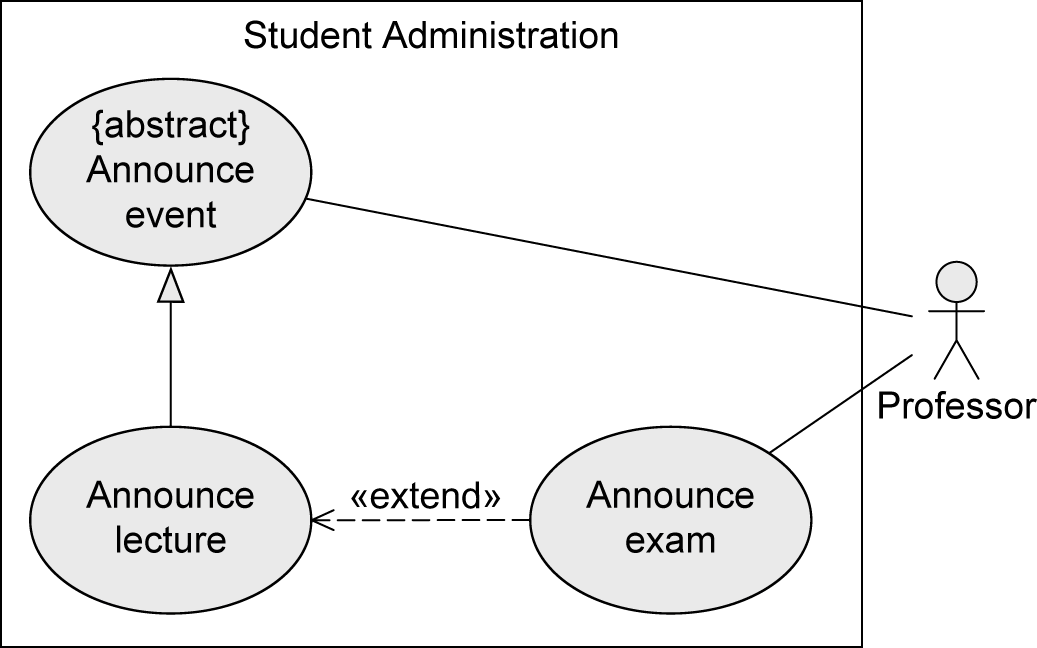 Student Administration
{abstract}
Announce
event
Professor
Announce
lecture
«extend»
Announce
exam